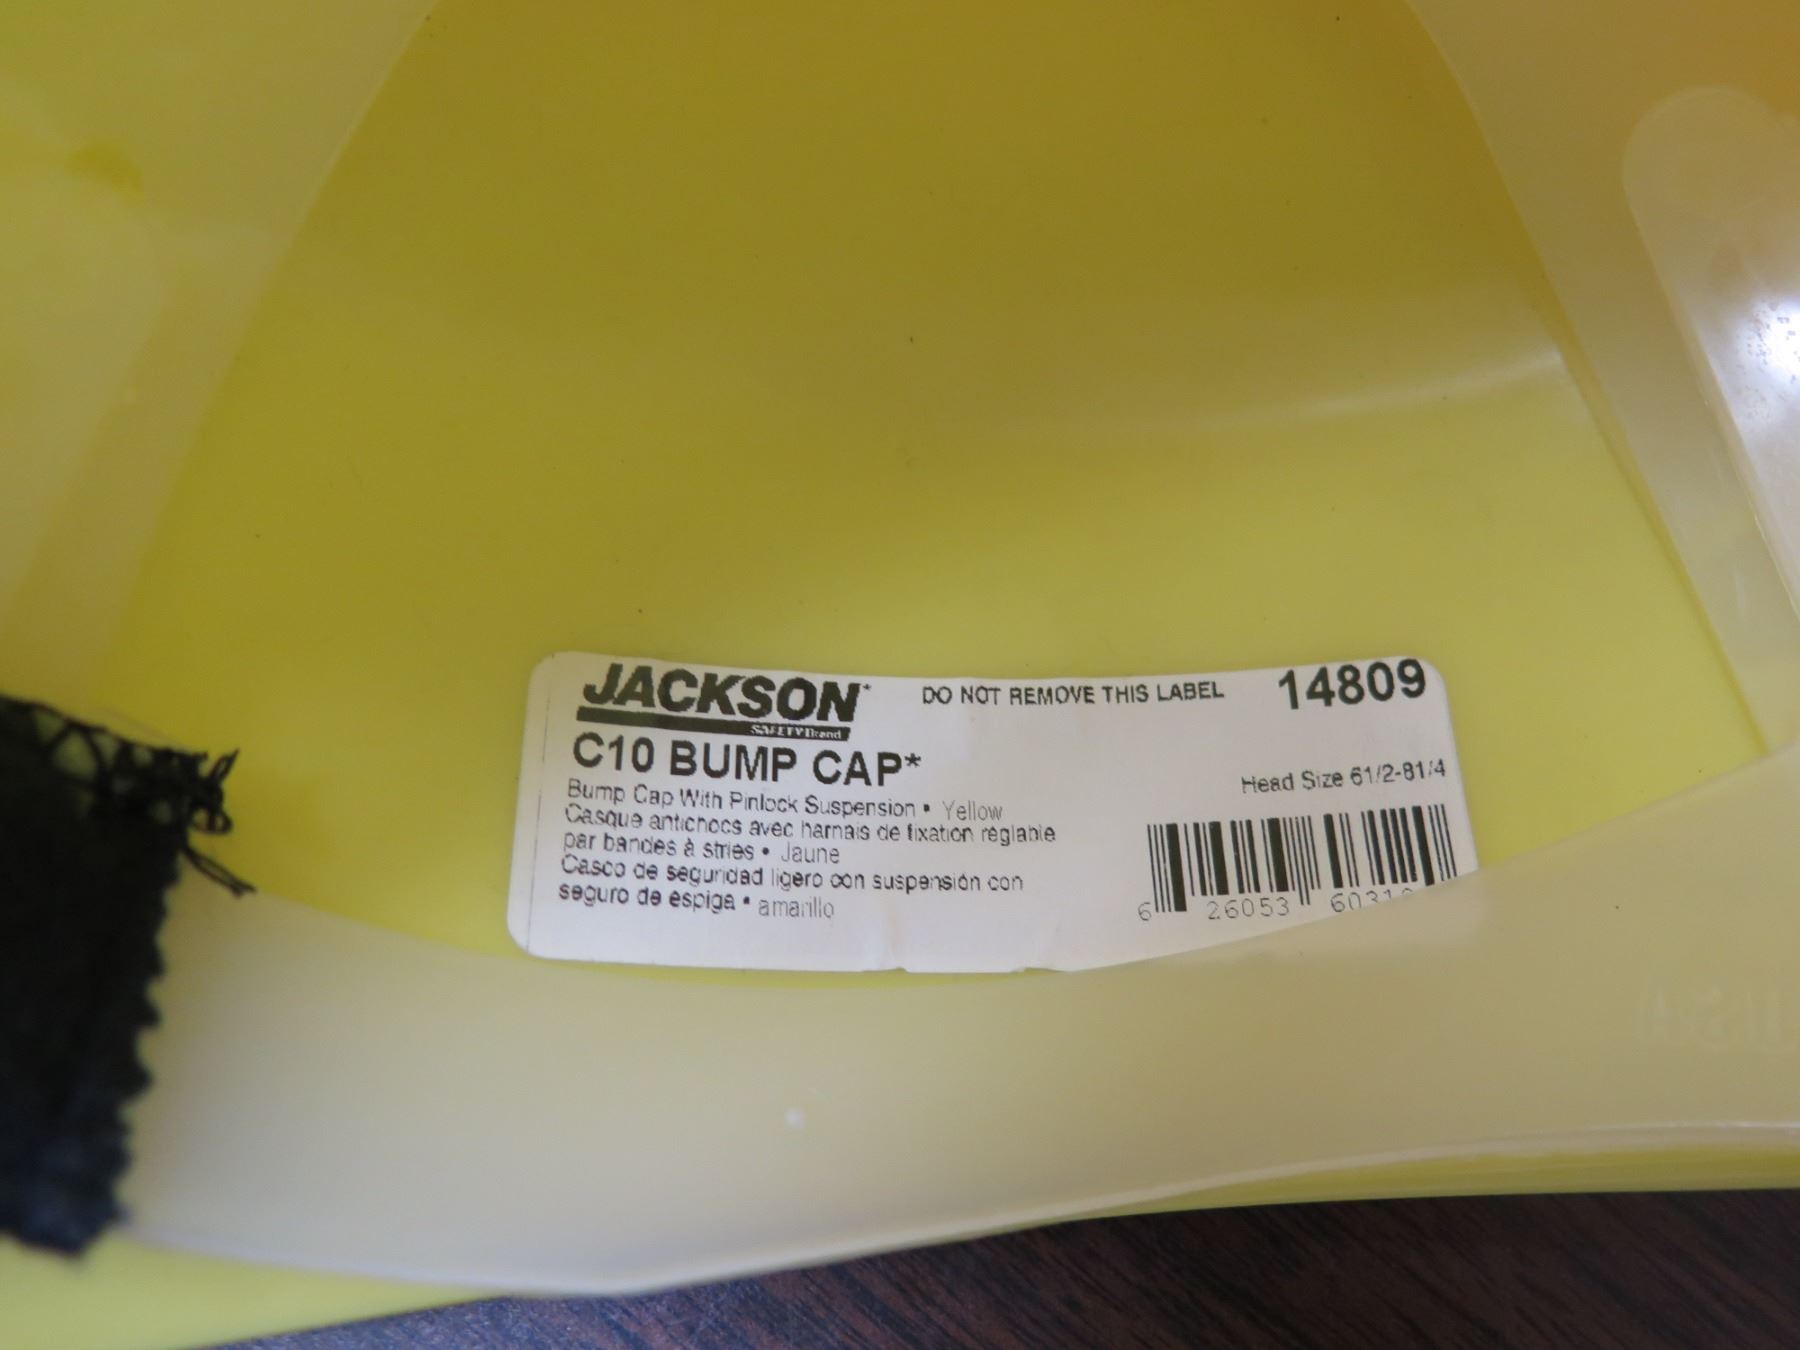 JACKSON*
SAFETY Brand
DO NOT REMOVE THIS LABEL
14809
C10 BUMP CAP*
Head Size 61/2-81/4
Bump Cap With Pinlock Suspension • Yellow
Casque antichocs avec harnais de fixation réglable
par bandes à stries • Jaune
Casco de seguridad ligero con suspensión con
seguro de espiga • amarillo
6 26053